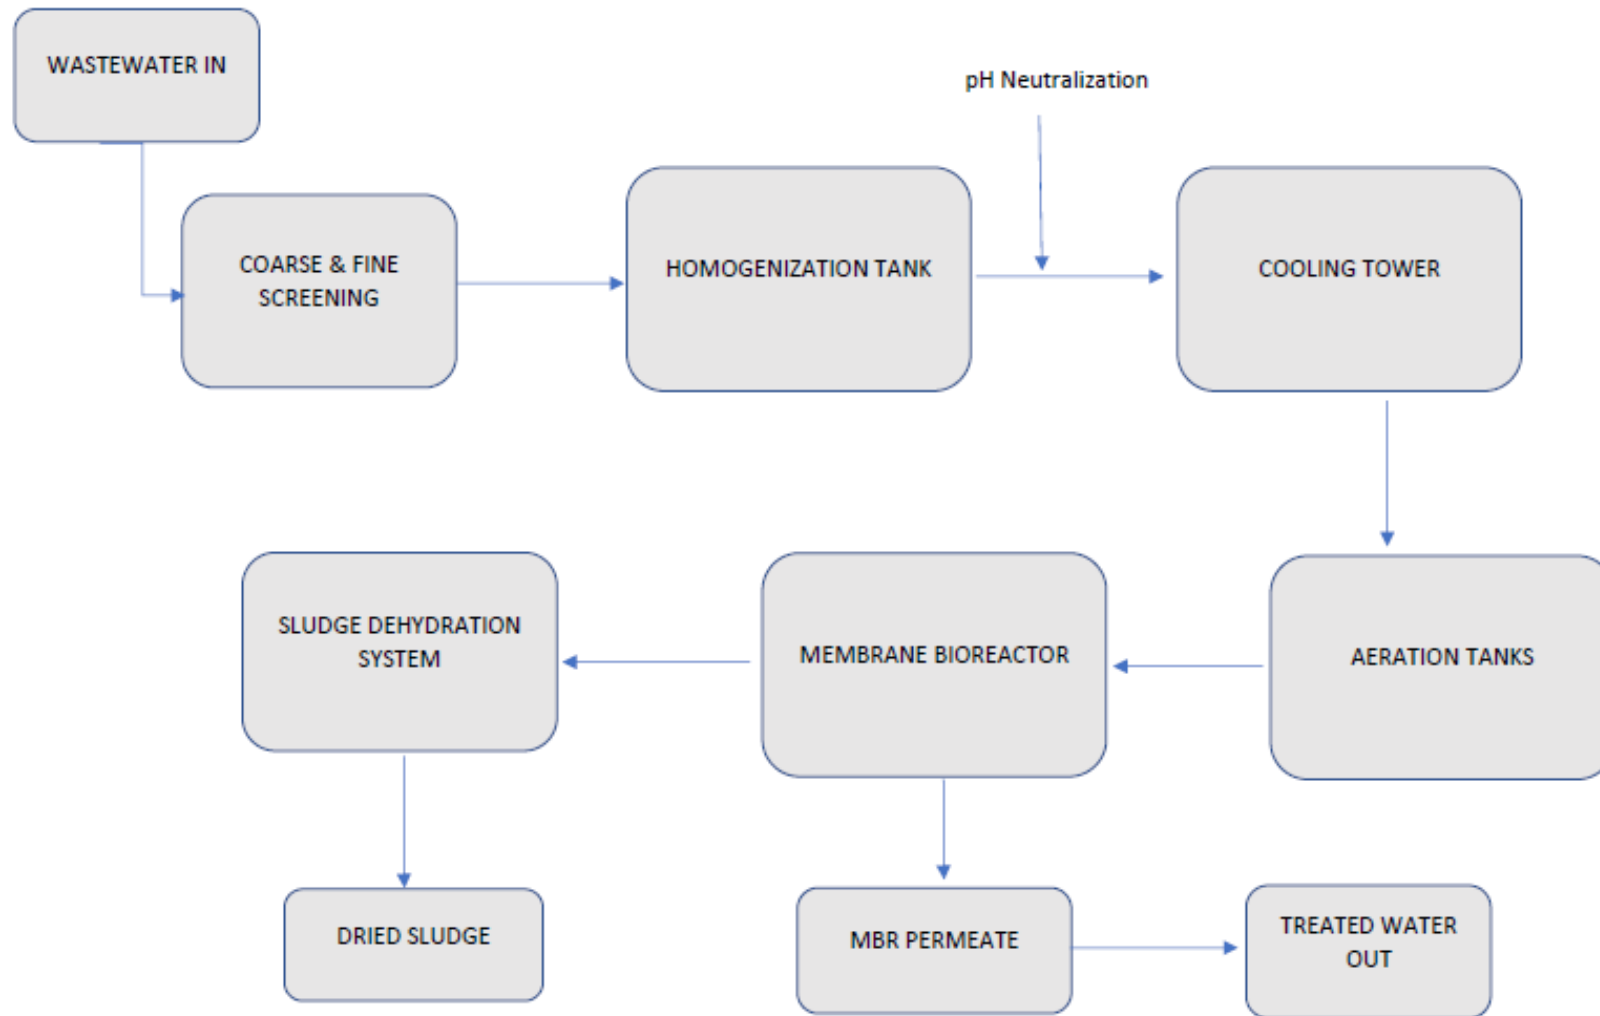 WASTEWATER IN
pH Neutralization
COARSE & FINE
SCREENING
HOMOGENIZATION TANK
COOLING TOWER
SLUDGE DEHYDRATION
SYSTEM
MEMBRANE BIOREACTOR
AERATION TANKS
DRIED SLUDGE
MBR PERMEATE
TREATED WATER
OUT